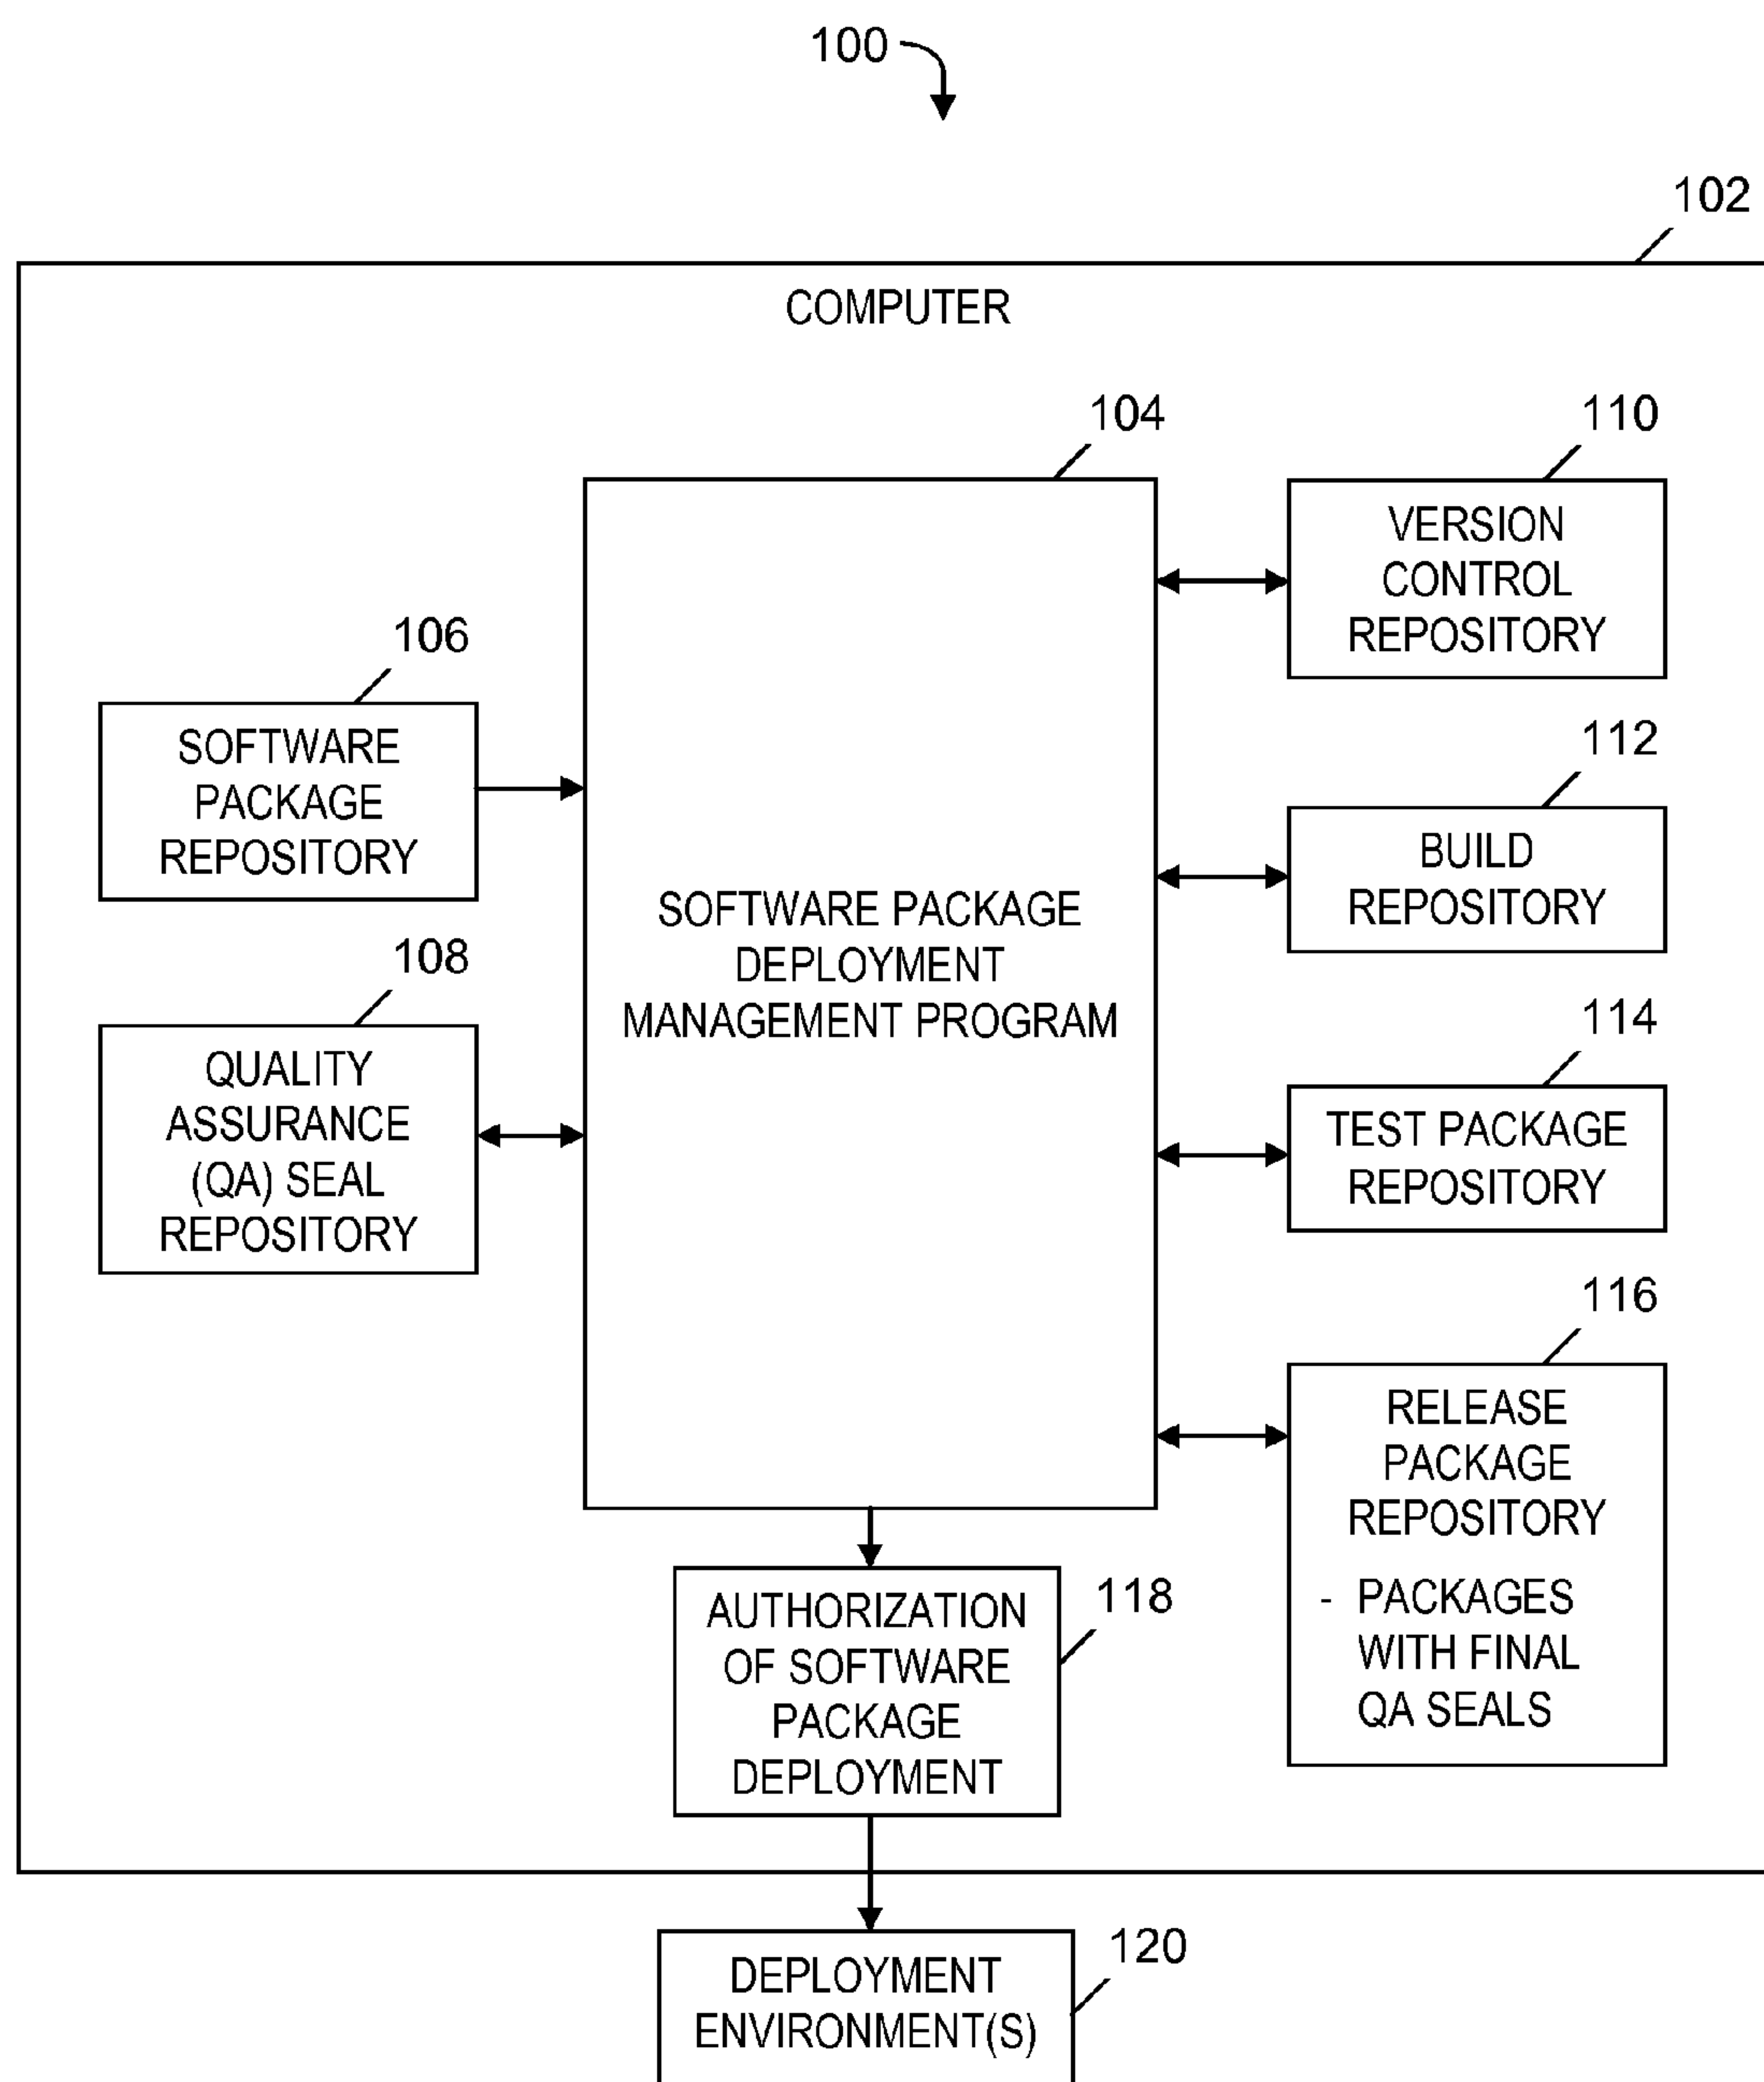 100
102
COMPUTER
104
110
VERSION
CONTROL
REPOSITORY
106
SOFTWARE
PACKAGE
REPOSITORY
112
BUILD
REPOSITORY
SOFTWARE PACKAGE
DEPLOYMENT
MANAGEMENT PROGRAM
108
QUALITY
ASSURANCE
(QA) SEAL
REPOSITORY
114
TEST PACKAGE
REPOSITORY
116
RELEASE
PACKAGE
REPOSITORY
- PACKAGES
WITH FINAL
QA SEALS
118
AUTHORIZATION
OF SOFTWARE
PACKAGE
DEPLOYMENT
120
DEPLOYMENT
ENVIRONMENT(S)